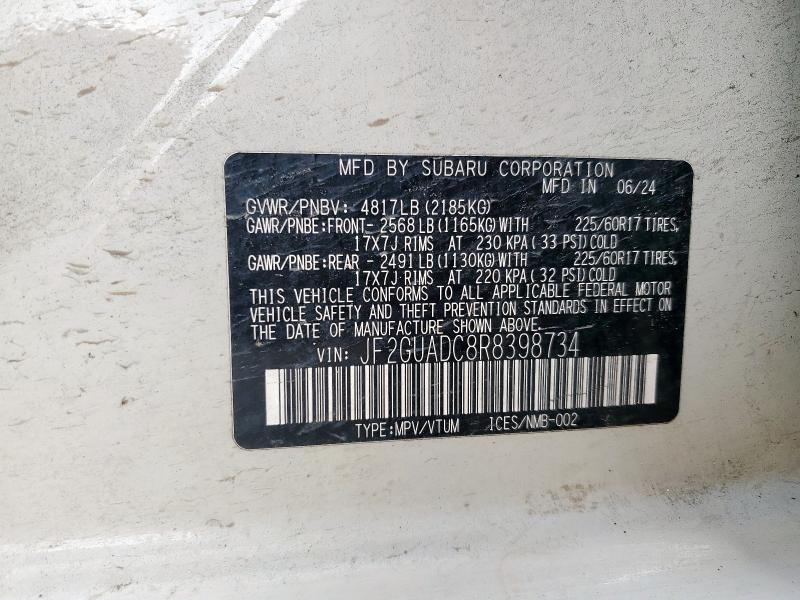 MFD BY SUBARU CORPORATION
MFD IN 06/24
GVWR/PNBV: 4817LB (2185KG)
GAWR/PNBE:FRONT- 2568LB (1165KG) WITH 225/60R17 TIRES,
17X7J RIMS AT 230 KPA ( 33 PSI) COLD
GAWR/PNBE:REAR - 2491LB (1130KG) WITH 225/60R17 TIRES,
17X7J RIMS AT 220 KPA ( 32 PSI) COLD
THIS VEHICLE CONFORMS TO ALL APPLICABLE FEDERAL MOTOR
VEHICLE SAFETY AND THEFT PREVENTION STANDARDS IN EFFECT ON
THE DATE OF MANUFACTURE SHOWN ABOVE.
VIN: JF2GUADC8R8398734
TYPE:MPV/VTUM ICES/NMB-002